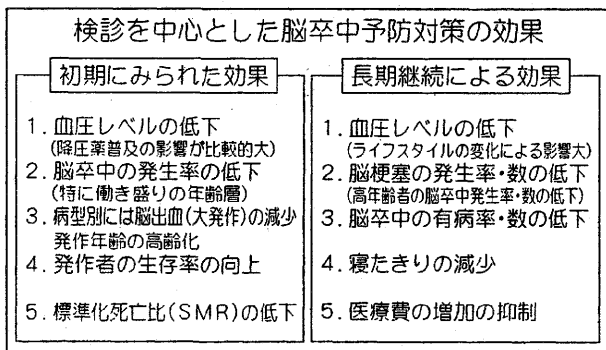 検診を中心とした脳卒中予防対策の効果
初期にみられた効果
1. 血圧レベルの低下
(降圧薬普及の影響が比較的大)
2. 脳卒中の発生率の低下
(特に働き盛りの年齢層)
3. 病型別には脳出血(大発作)の減少
発作年齢の高齢化
4. 発作者の生存率の向上
5. 標準化死亡比(SMR)の低下
長期継続による効果
1. 血圧レベルの低下
(ライフスタイルの変化による影響大)
2. 脳梗塞の発生率・数の低下
(高年齢者の脳卒中発生率・数の低下)
3. 脳卒中の有病率・数の低下
4. 寝たきりの減少
5. 医療費の増加の抑制